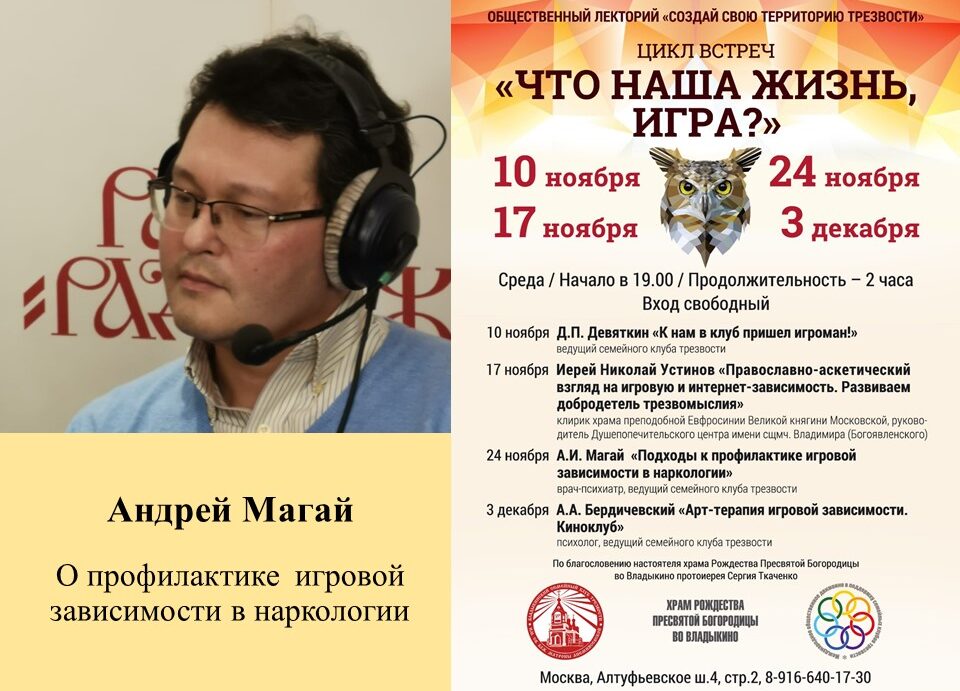 Андрей Магай
О профилактике игровой
зависимости в наркологии
ОБЩЕСТВЕННЫЙ ЛЕКТОРИЙ «СОЗДАЙ СВОЮ ТЕРРИТОРИЮ ТРЕЗВОСТИ»
ЦИКЛ ВСТРЕЧ
«ЧТО НАША ЖИЗНЬ,
ИГРА?»
10 ноября 24 ноября
17 ноября 3 декабря
Среда / Начало в 19.00 / Продолжительность – 2 часа
Вход свободный
10 ноября Д.П. Девяткин «К нам в клуб пришел игроман!»
ведущий семейного клуба трезвости
17 ноября Иерей Николай Устинов «Православно-аскетический
взгляд на игровую и интернет-зависимость. Развиваем
добродетель трезвомыслия»
клирик храма преподобной Евфросинии Великой княгини Московской, руково-
дитель Душепопечительского центра имени сщмч. Владимира (Богоявленского)
24 ноября А.И. Магай «Подходы к профилактике игровой
зависимости в наркологии»
врач-психиатр, ведущий семейного клуба трезвости
3 декабря А.А. Бердичевский «Арт-терапия игровой зависимости.
Киноклуб»
психолог, ведущий семейного клуба трезвости
По благословению настоятеля храма Рождества Пресвятой Богородицы
во Владыкино протоиерея Сергия Ткаченко
ХРАМ РОЖДЕСТВА
ПРЕСВЯТОЙ БОГОРОДИЦЫ
ВО ВЛАДЫКИНО
Москва, Алтуфьевское ш.4, стр.2, 8-916-640-17-30